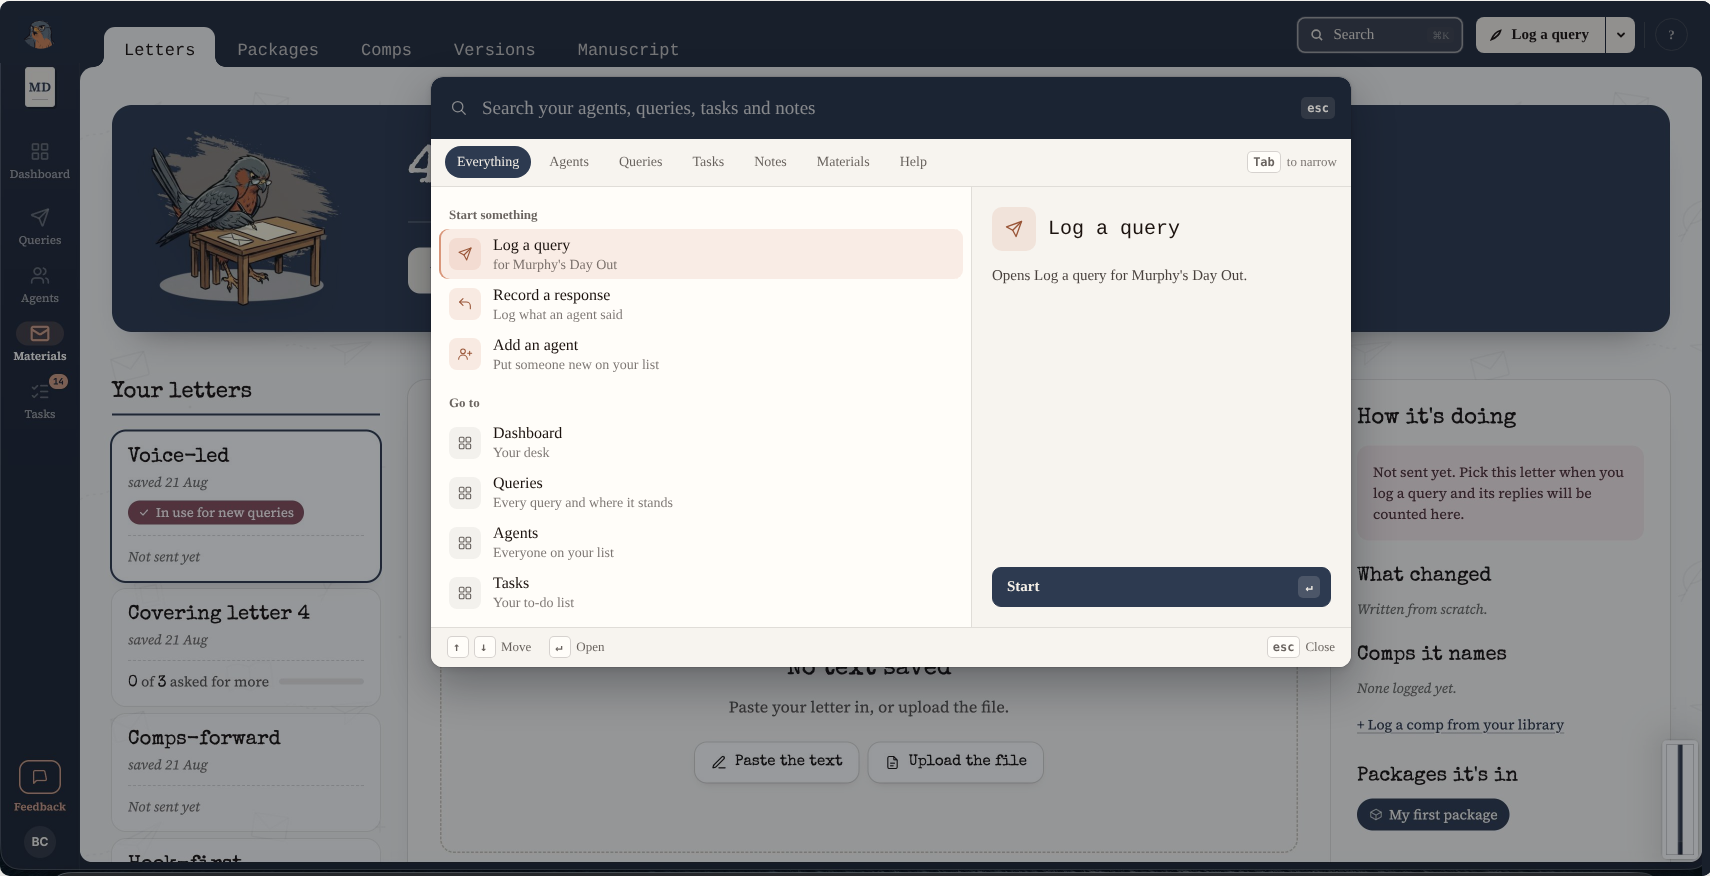 Letters
Packages
Comps
Versions
Manuscript
Search ⌘K
Log a query
?
MD
Dashboard
Queries
Agents
Materials
14
Tasks
Feedback
BC
4
Your letters
Voice-led
saved 21 Aug
✓ In use for new queries
Not sent yet
Covering letter 4
saved 21 Aug
0 of 3 asked for more
Comps-forward
saved 21 Aug
Not sent yet
Hook-first
Search your agents, queries, tasks and notes
esc
Everything
Agents
Queries
Tasks
Notes
Materials
Help
Tab to narrow
Start something
Log a query
for Murphy's Day Out
Record a response
Log what an agent said
Add an agent
Put someone new on your list
Go to
Dashboard
Your desk
Queries
Every query and where it stands
Agents
Everyone on your list
Tasks
Your to-do list
Log a query
Opens Log a query for Murphy's Day Out.
Start ↵
↑ ↓ Move ↵ Open
esc Close
No text saved
Paste your letter in, or upload the file.
Paste the text
Upload the file
How it's doing
Not sent yet. Pick this letter when you
log a query and its replies will be
counted here.
What changed
Written from scratch.
Comps it names
None logged yet.
+ Log a comp from your library
Packages it's in
My first package